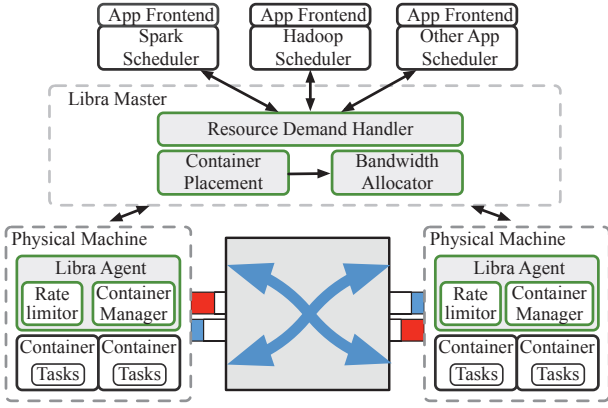 App Frontend
App Frontend
App Frontend
Spark
Scheduler
Hadoop
Scheduler
Other App
Scheduler
Libra Master
Resource Demand Handler
Container
Placement
Bandwidth
Allocator
Physical Machine
Libra Agent
Rate
limitor
Container
Manager
Container
Tasks
Container
Tasks
Physical Machine
Libra Agent
Rate
limitor
Container
Manager
Container
Tasks
Container
Tasks